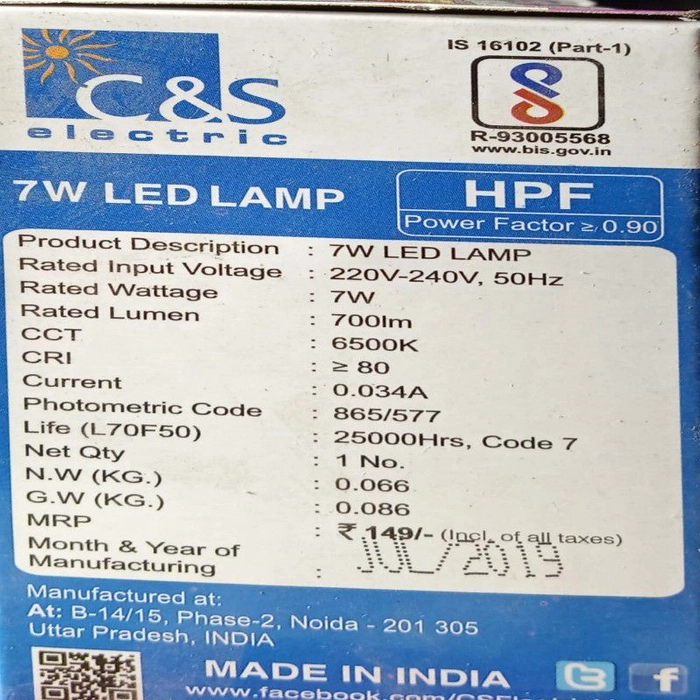 C&S
electric
IS 16102 (Part-1)
R-93005568
www.bis.gov.in
7W LED LAMP
HPF
Power Factor ≥ 0.90
Product Description : 7W LED LAMP
Rated Input Voltage : 220V-240V, 50Hz
Rated Wattage : 7W
Rated Lumen : 700lm
CCT : 6500K
CRI : ≥ 80
Current : 0.034A
Photometric Code : 865/577
Life (L70F50) : 25000Hrs, Code 7
Net Qty : 1 No.
N.W (KG.) : 0.066
G.W (KG.) : 0.086
MRP : ₹ 149/- (Incl. of all taxes)
Month & Year of
Manufacturing : JUL/2019
Manufactured at:
At: B-14/15, Phase-2, Noida - 201 305
Uttar Pradesh, INDIA
MADE IN INDIA
www.facebook.com